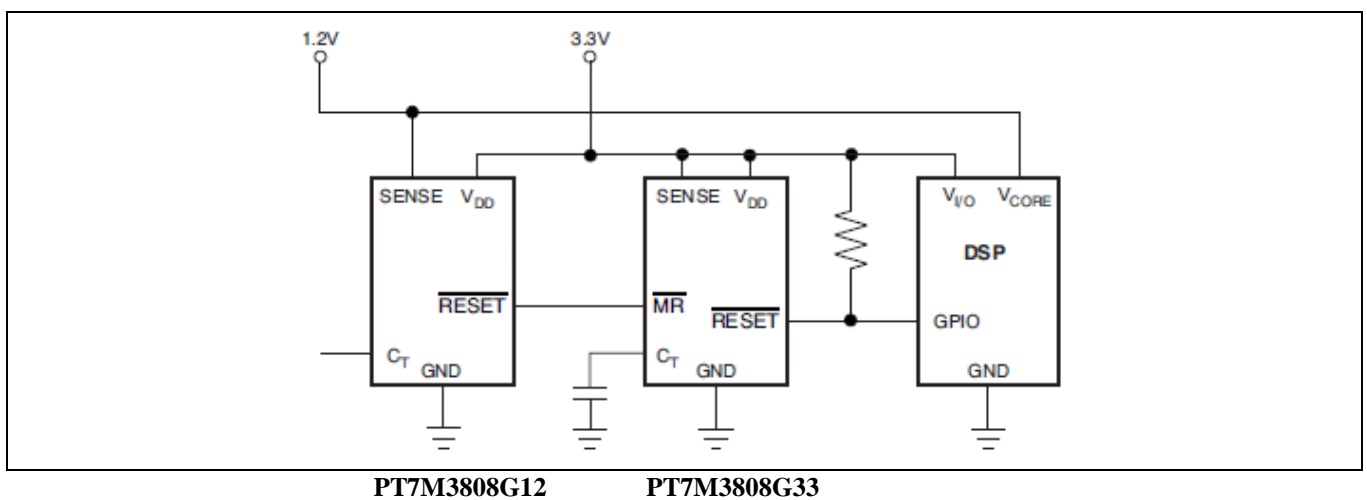 1.2V 3.3V
SENSE VDD SENSE VDD VI/O VCORE
DSP
RESET MR RESET GPIO
CT GND CT GND GND
PT7M3808G12 PT7M3808G33